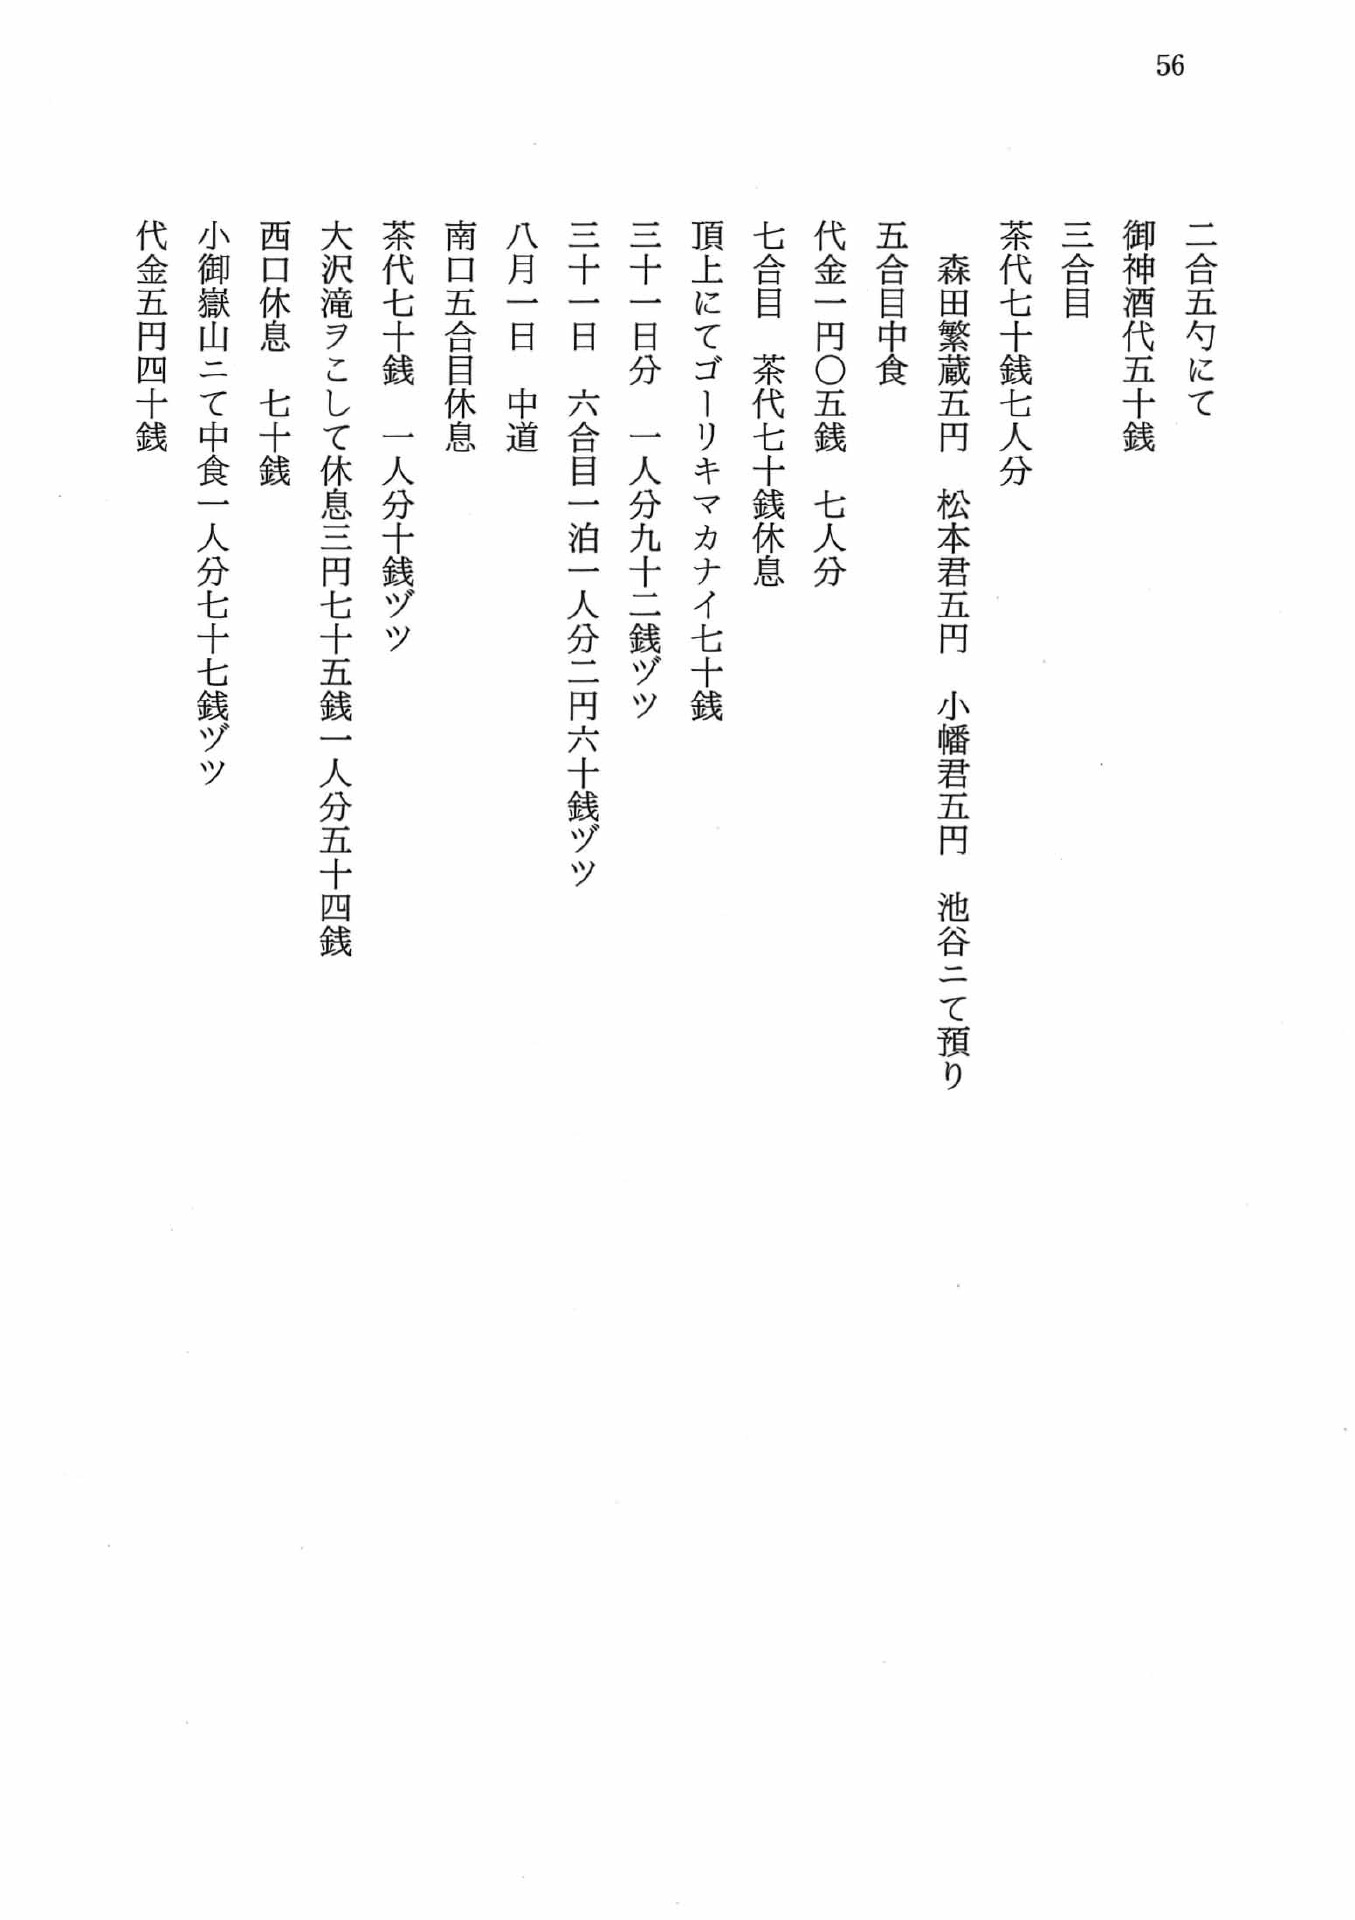 56
二合五勺にて
御神酒代五十銭
三合目
茶代七十銭七人分
森田繁蔵五円　松本君五円　小幡君五円　池谷ニて預り
五合目中食
代金一円〇五銭　七人分
七合目　茶代七十銭休息
頂上にてゴーリキマカナイ七十銭
三十一日分　一人分九十二銭ヅツ
三十一日　六合目一泊一人分二円六十銭ヅツ
八月一日　中道
南口五合目休息
茶代七十銭　一人分十銭ヅツ
大沢滝ヲこして休息三円七十五銭一人分五十四銭
西口休息　七十銭
小御嶽山ニて中食一人分七十七銭ヅツ
代金五円四十銭